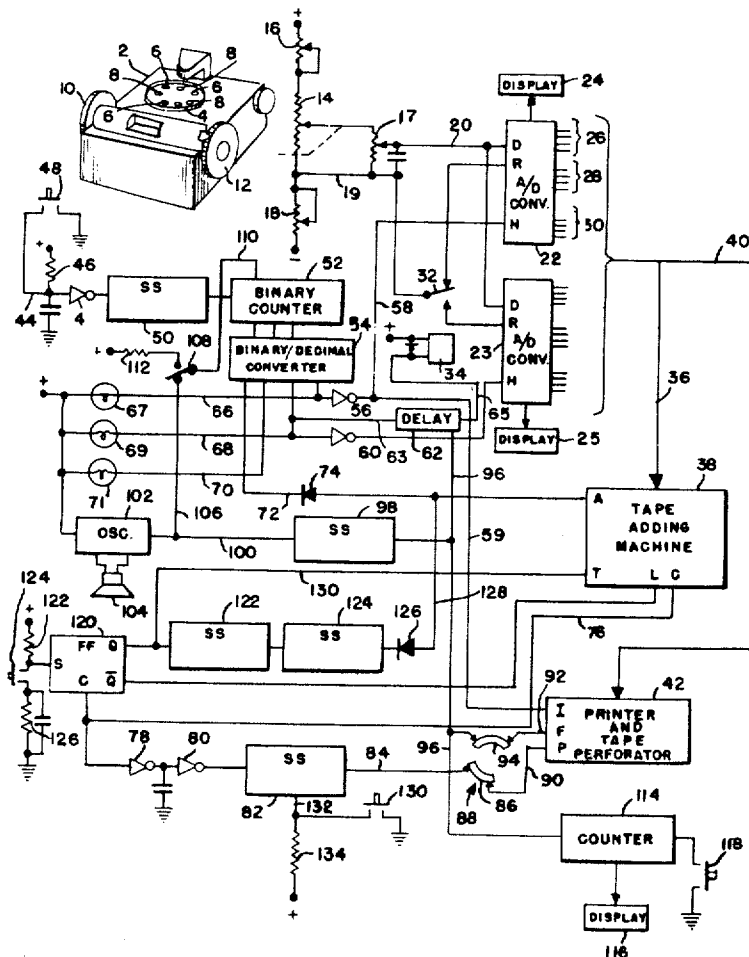 16 +
2 6 6 8
8
10
14
6 4 8
12
17
20
DISPLAY 24
D
R
A/D
CONV.
H
26
28
30
22
18
19
−
48
+
46
44
4
SS
50
110
52
BINARY
COUNTER
54
BINARY/DECIMAL
CONVERTER
58
32
40
D
R
A/D
CONV.
H
23
+
34
+
112
108
+
67
66
56
65
36
69
68
DELAY
60 63
62
DISPLAY 25
71
70
74
96
38
102
OSC.
72
98
SS
A
TAPE
ADDING
MACHINE
T L C
106
100
59
104
130
128
76
124
+
122
120
FF Q
S
C Q̅
122
SS
124
SS
126
126
92
42
I
F
P
PRINTER
AND
TAPE
PERFORATOR
94
96
78 80
SS
82
84
88
86
90
132
130
134
+
114
COUNTER
118
DISPLAY
116